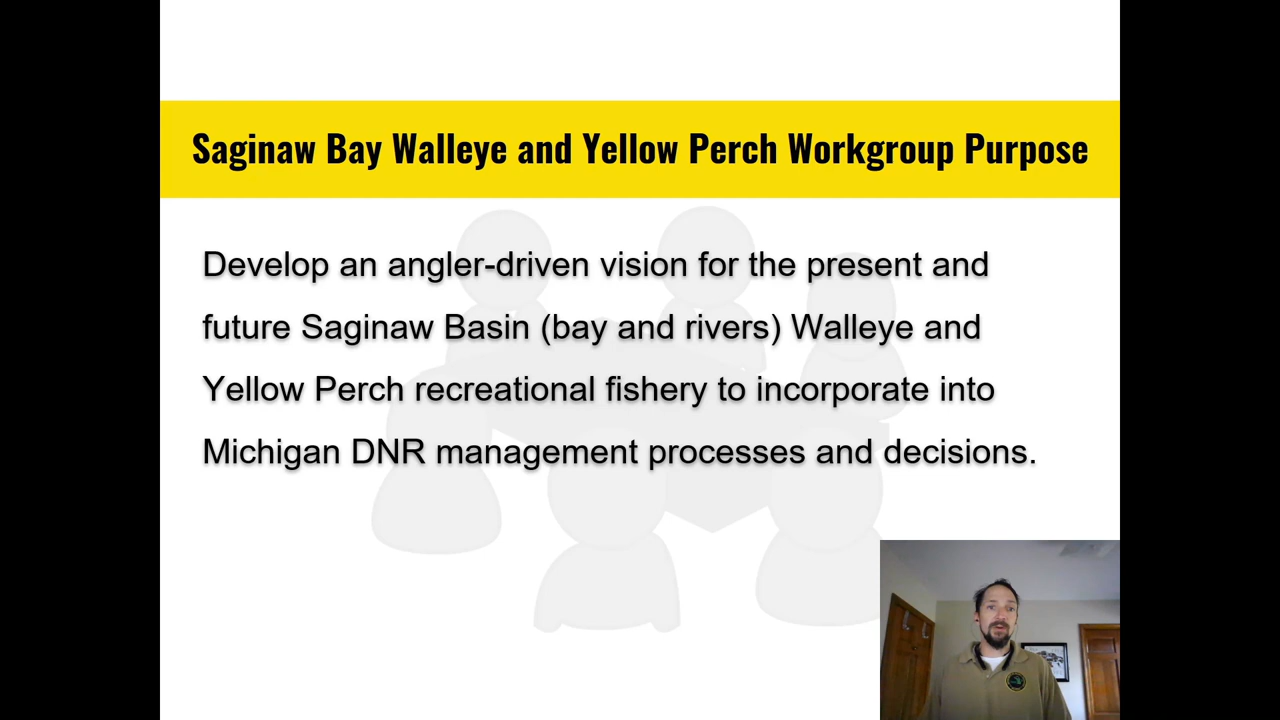 Saginaw Bay Walleye and Yellow Perch Workgroup Purpose
Develop an angler-driven vision for the present and
future Saginaw Basin (bay and rivers) Walleye and
Yellow Perch recreational fishery to incorporate into
Michigan DNR management processes and decisions.